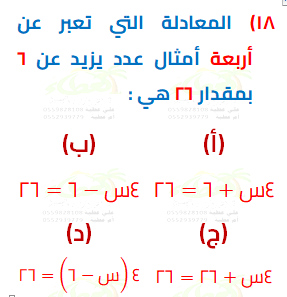 ١٨) المعادلة التي تعبر عن
أربعة أمثال عدد يزيد عن ٦
بمقدار ٢٦ هي :
(أ) (ب)
٤س + ٦ = ٢٦ ٤س − ٦ = ٢٦
(ج) (د)
٤س + ٢٦ = ٢٦ ٤(س − ٦) = ٢٦